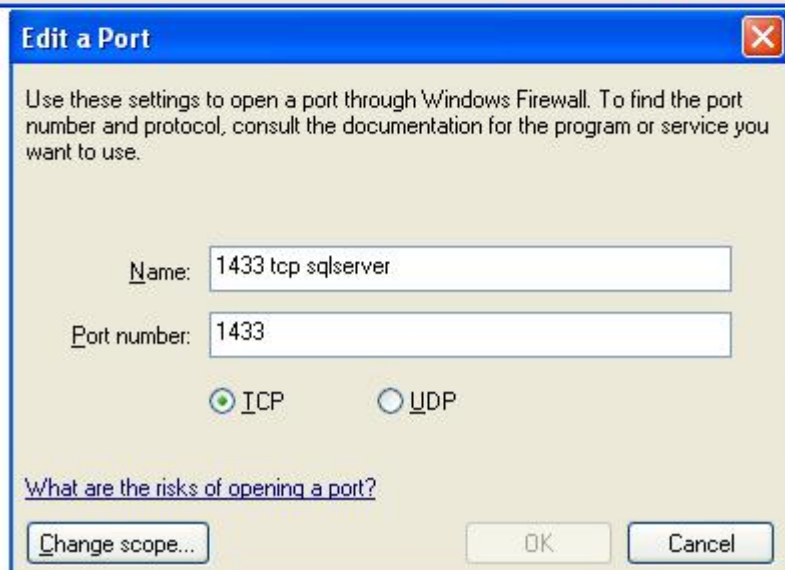 Edit a Port
Use these settings to open a port through Windows Firewall. To find the port
number and protocol, consult the documentation for the program or service you
want to use.
Name: 1433 tcp sqlserver
Port number: 1433
TCP UDP
What are the risks of opening a port?
Change scope... OK Cancel